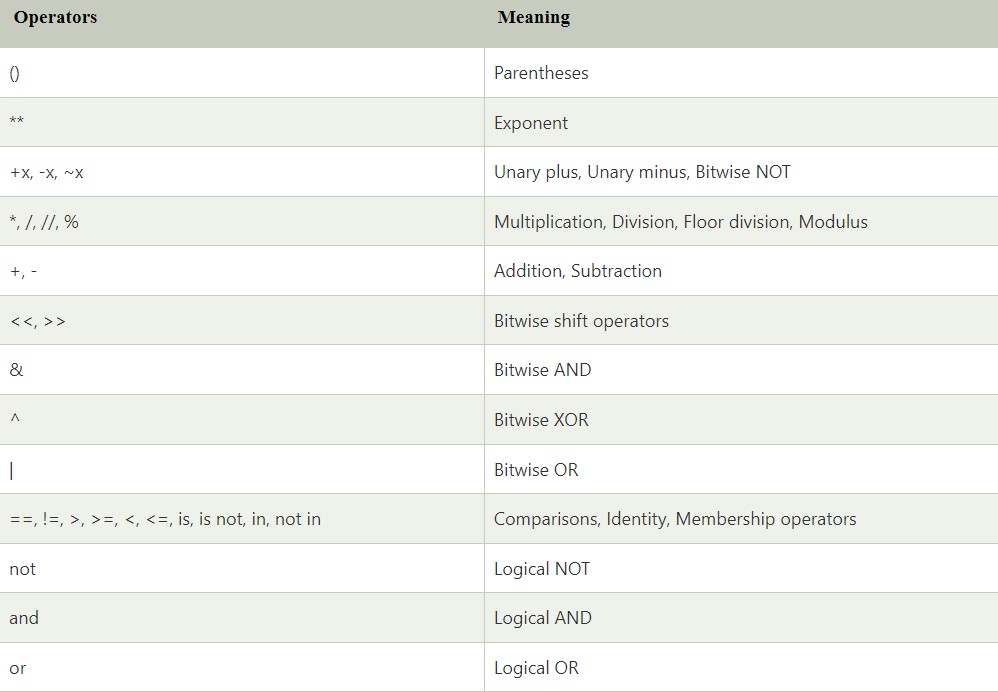 Operators Meaning
() Parentheses
** Exponent
+x, -x, ~x Unary plus, Unary minus, Bitwise NOT
*, /, //, % Multiplication, Division, Floor division, Modulus
+, - Addition, Subtraction
<<, >> Bitwise shift operators
& Bitwise AND
^ Bitwise XOR
| Bitwise OR
==, !=, >, >=, <, <=, is, is not, in, not in Comparisons, Identity, Membership operators
not Logical NOT
and Logical AND
or Logical OR